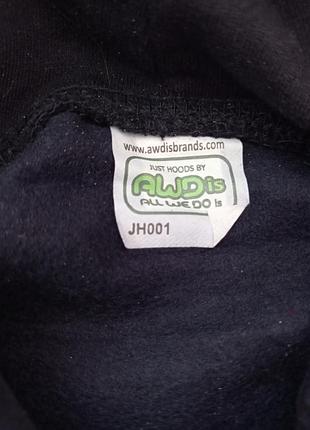 www.awdisbrands.com
JUST HOODS BY
AWDis
ALL WE DO is
JH001